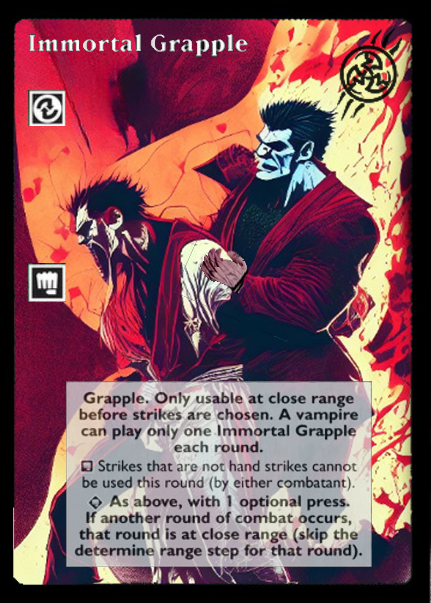 Immortal Grapple
Grapple. Only usable at close range
before strikes are chosen. A vampire
can play only one Immortal Grapple
each round.
Strikes that are not hand strikes cannot
be used this round (by either combatant).
As above, with 1 optional press.
If another round of combat occurs,
that round is at close range (skip the
determine range step for that round).